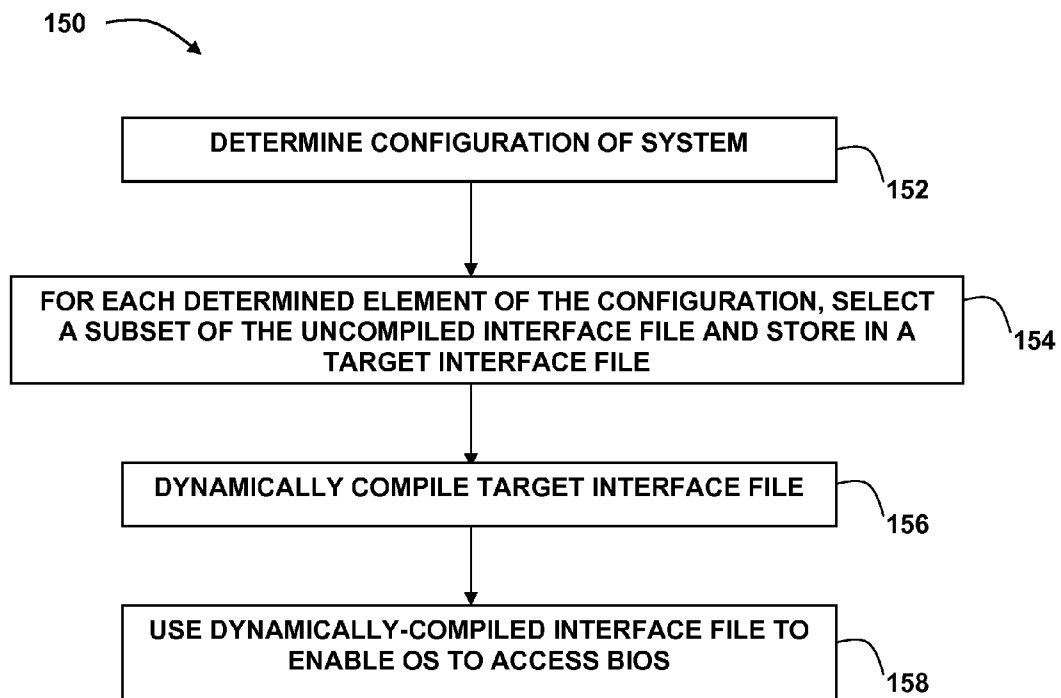 150
DETERMINE CONFIGURATION OF SYSTEM
152
FOR EACH DETERMINED ELEMENT OF THE CONFIGURATION, SELECT
A SUBSET OF THE UNCOMPILED INTERFACE FILE AND STORE IN A
TARGET INTERFACE FILE
154
DYNAMICALLY COMPILE TARGET INTERFACE FILE
156
USE DYNAMICALLY-COMPILED INTERFACE FILE TO
ENABLE OS TO ACCESS BIOS
158